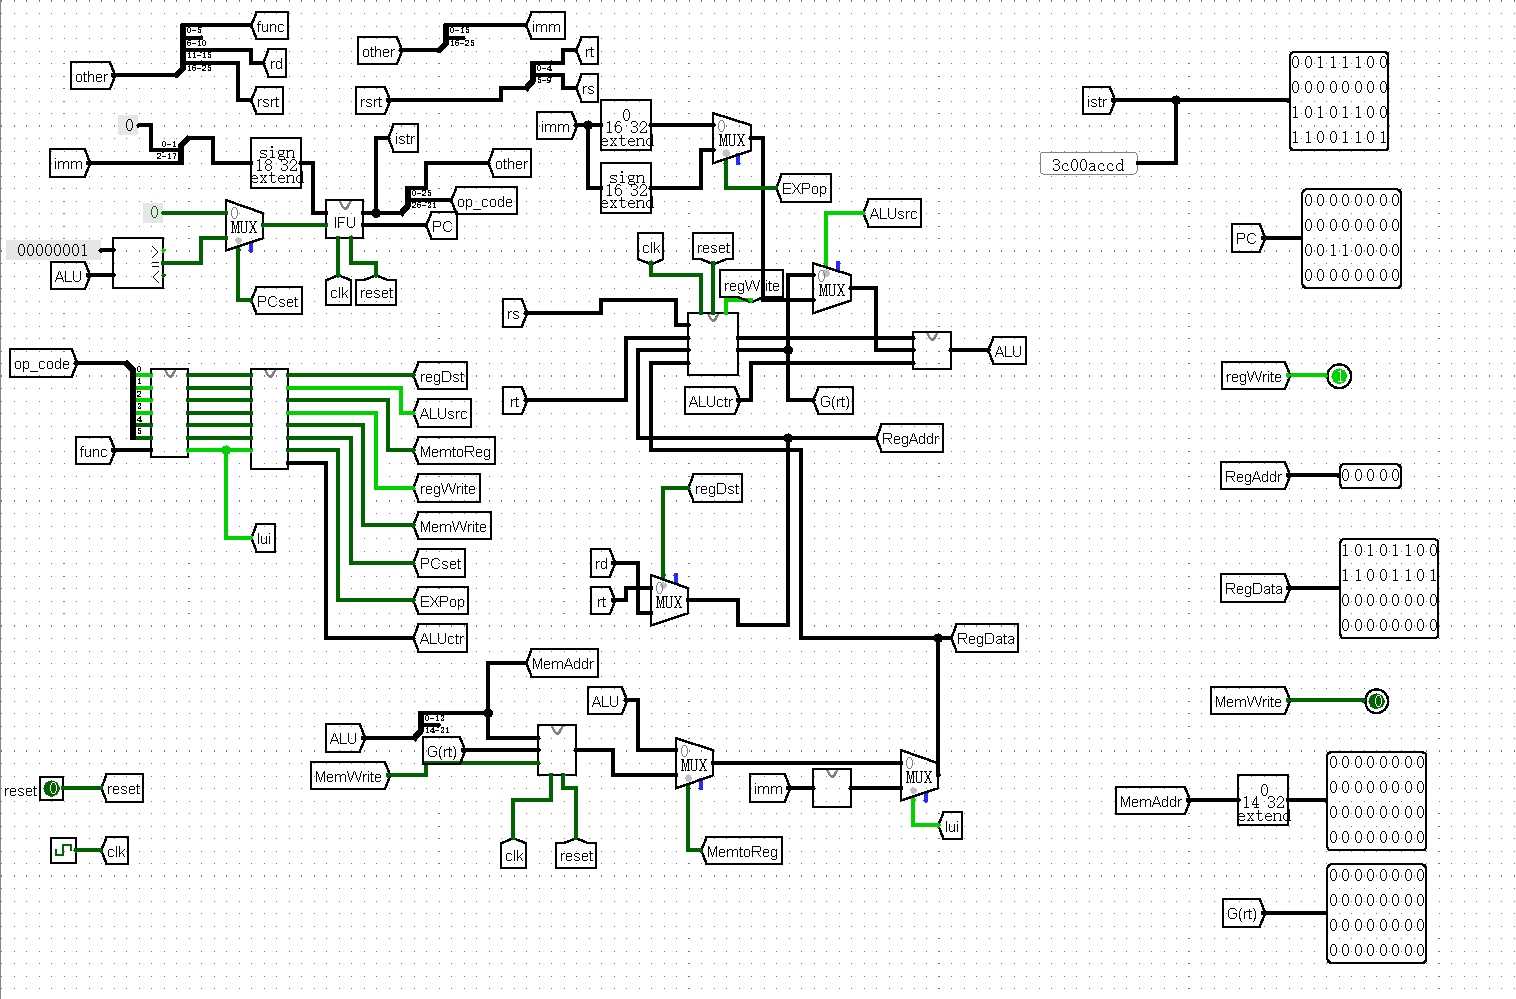 func
0-5
6-10
11-15
16-25
rd
other
rsrt
imm
0-15
16-25
other
rt
0-4
5-9
rs
rsrt
0
0-1
2-17
imm
sign
18 32
extend
istr
other
0-25
26-21
op_code
PC
IFU
0
0
MUX
00000001
ALU
>
=
<
PCset
clk
reset
imm
0
16 32
extend
sign
16 32
extend
0
MUX
EXPop
ALUsrc
clk
reset
regWrite
0
MUX
rs
rt
ALUctr
G(rt)
ALU
RegAddr
op_code
0
1
2
3
4
5
func
lui
regDst
ALUsrc
MemtoReg
regWrite
MemWrite
PCset
EXPop
ALUctr
regDst
rd
rt
0
MUX
RegData
MemAddr
ALU
0-12
14-21
ALU
G(rt)
MemWrite
clk
reset
0
MUX
MemtoReg
imm
0
MUX
lui
reset
0
reset
clk
istr
3c00accd
0 0 1 1 1 1 0 0
0 0 0 0 0 0 0 0
1 0 1 0 1 1 0 0
1 1 0 0 1 1 0 1
PC
0 0 0 0 0 0 0 0
0 0 0 0 0 0 0 0
0 0 1 1 0 0 0 0
0 0 0 0 0 0 0 0
regWrite
1
RegAddr
0 0 0 0 0
RegData
1 0 1 0 1 1 0 0
1 1 0 0 1 1 0 1
0 0 0 0 0 0 0 0
0 0 0 0 0 0 0 0
MemWrite
0
MemAddr
0
14 32
extend
0 0 0 0 0 0 0 0
0 0 0 0 0 0 0 0
0 0 0 0 0 0 0 0
0 0 0 0 0 0 0 0
G(rt)
0 0 0 0 0 0 0 0
0 0 0 0 0 0 0 0
0 0 0 0 0 0 0 0
0 0 0 0 0 0 0 0